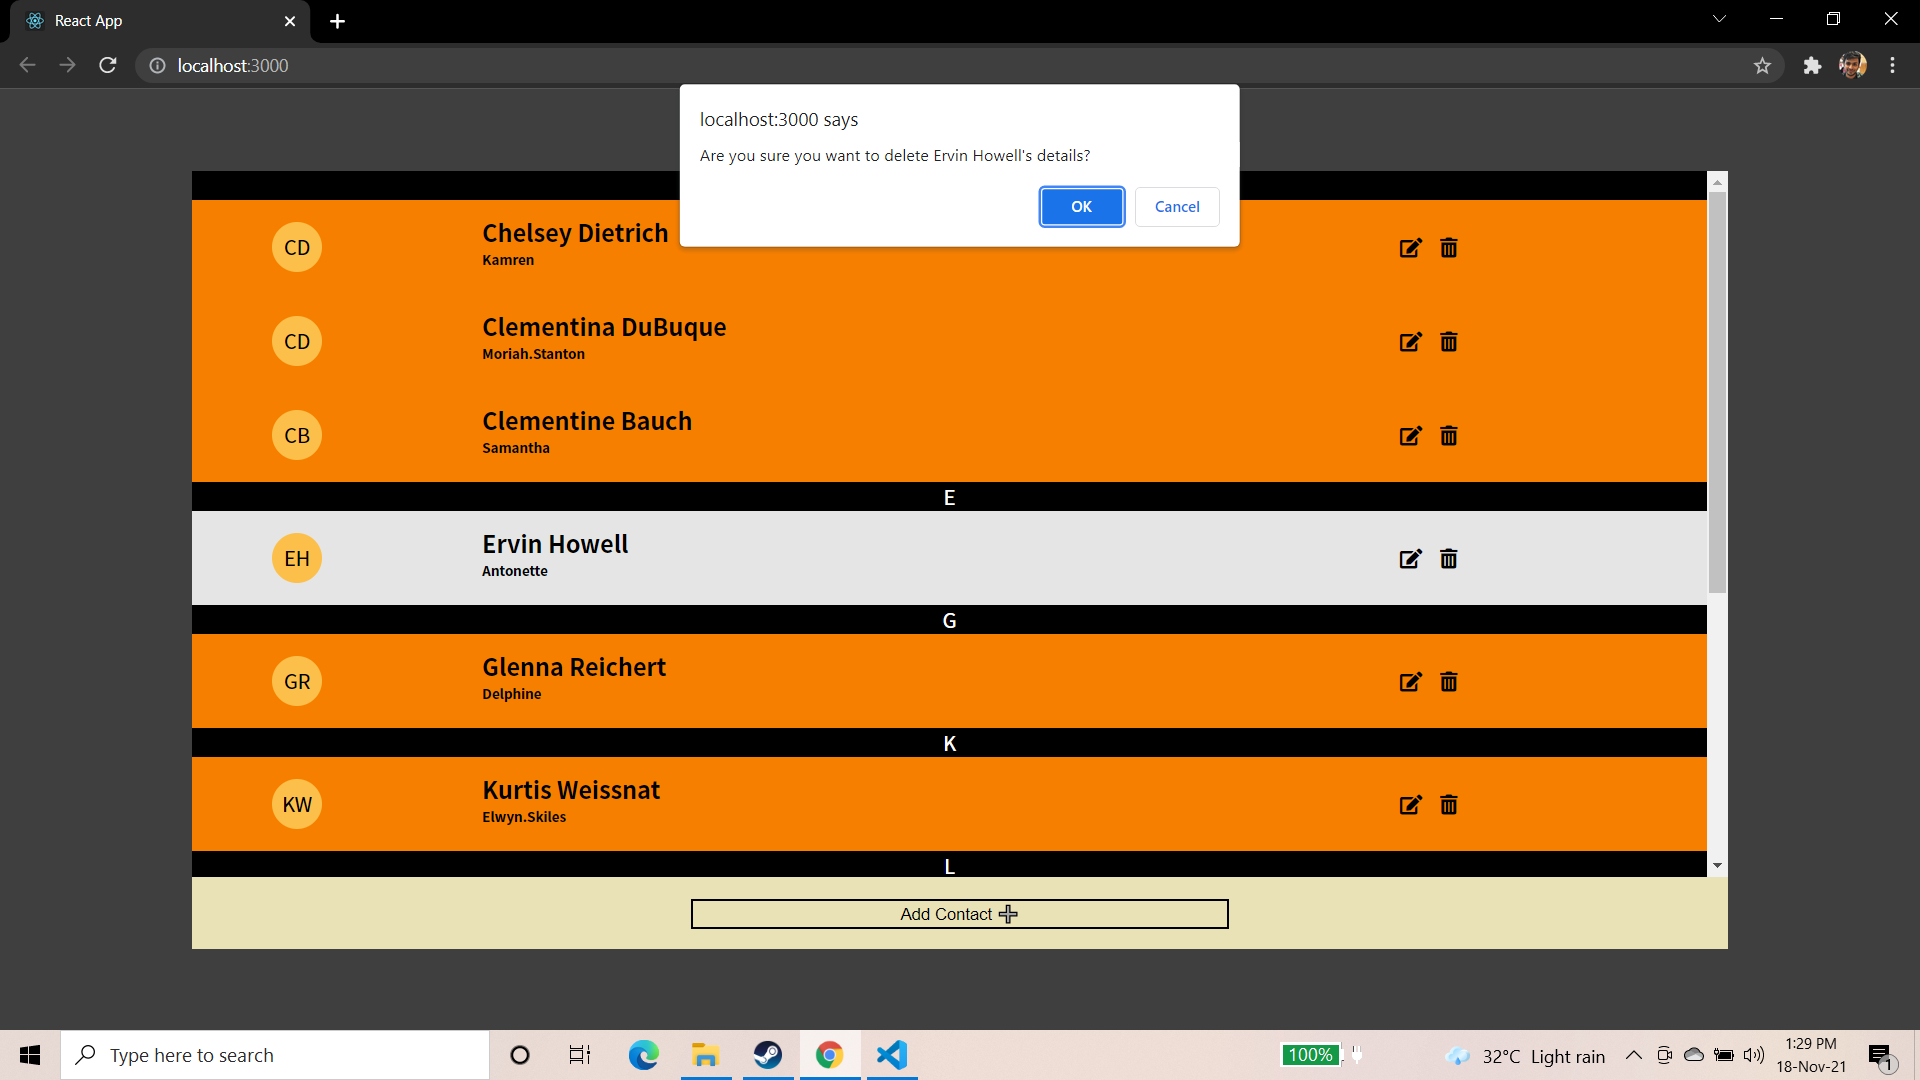 React App
localhost:3000
localhost:3000 says
Are you sure you want to delete Ervin Howell's details?
OK
Cancel
CD
Chelsey Dietrich
Kamren
CD
Clementina DuBuque
Moriah.Stanton
CB
Clementine Bauch
Samantha
E
EH
Ervin Howell
Antonette
G
GR
Glenna Reichert
Delphine
K
KW
Kurtis Weissnat
Elwyn.Skiles
L
Add Contact
Type here to search
100%
32°C Light rain
1:29 PM
18-Nov-21
1